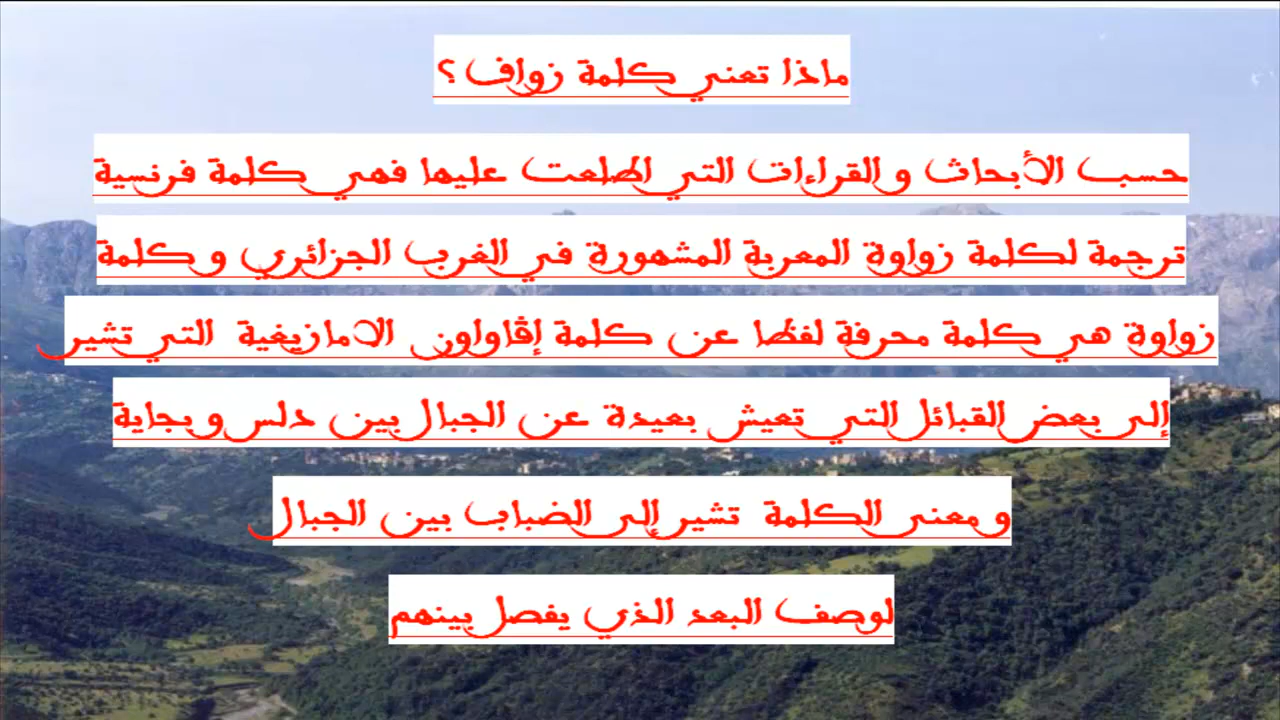 ماذا تعني كلمة زواف ؟
حسب الأبحاث و القراءات التي اطلعت عليها فهي كلمة فرنسية
ترجمة لكلمة زواوة المعربة المشهورة في الغرب الجزائري و كلمة
زواوة هي كلمة محرفة لفظا عن كلمة إڤاواون الامازيغية التي تشير
إلى بعض القبائل التي تعيش بعيدة عن الجبال بين دلس و بجاية
و معنى الكلمة تشير إلى الضباب بين الجبال
لوصف البعد الذي يفصل بينهم